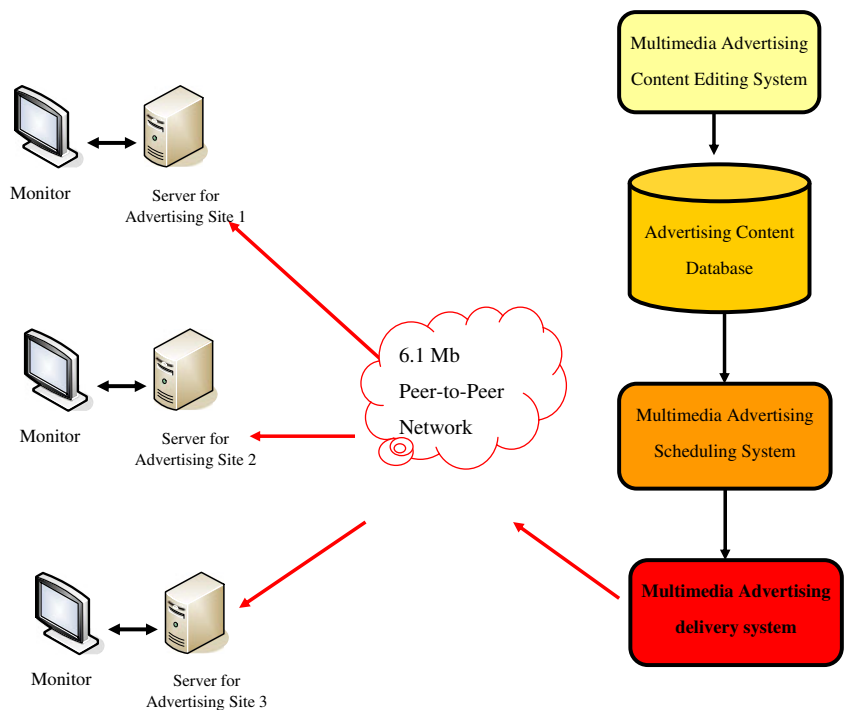 Multimedia Advertising
Content Editing System
Monitor
Server for
Advertising Site 1
Advertising Content
Database
6.1 Mb
Peer-to-Peer
Network
Monitor
Server for
Advertising Site 2
Multimedia Advertising
Scheduling System
Multimedia Advertising
delivery system
Monitor
Server for
Advertising Site 3